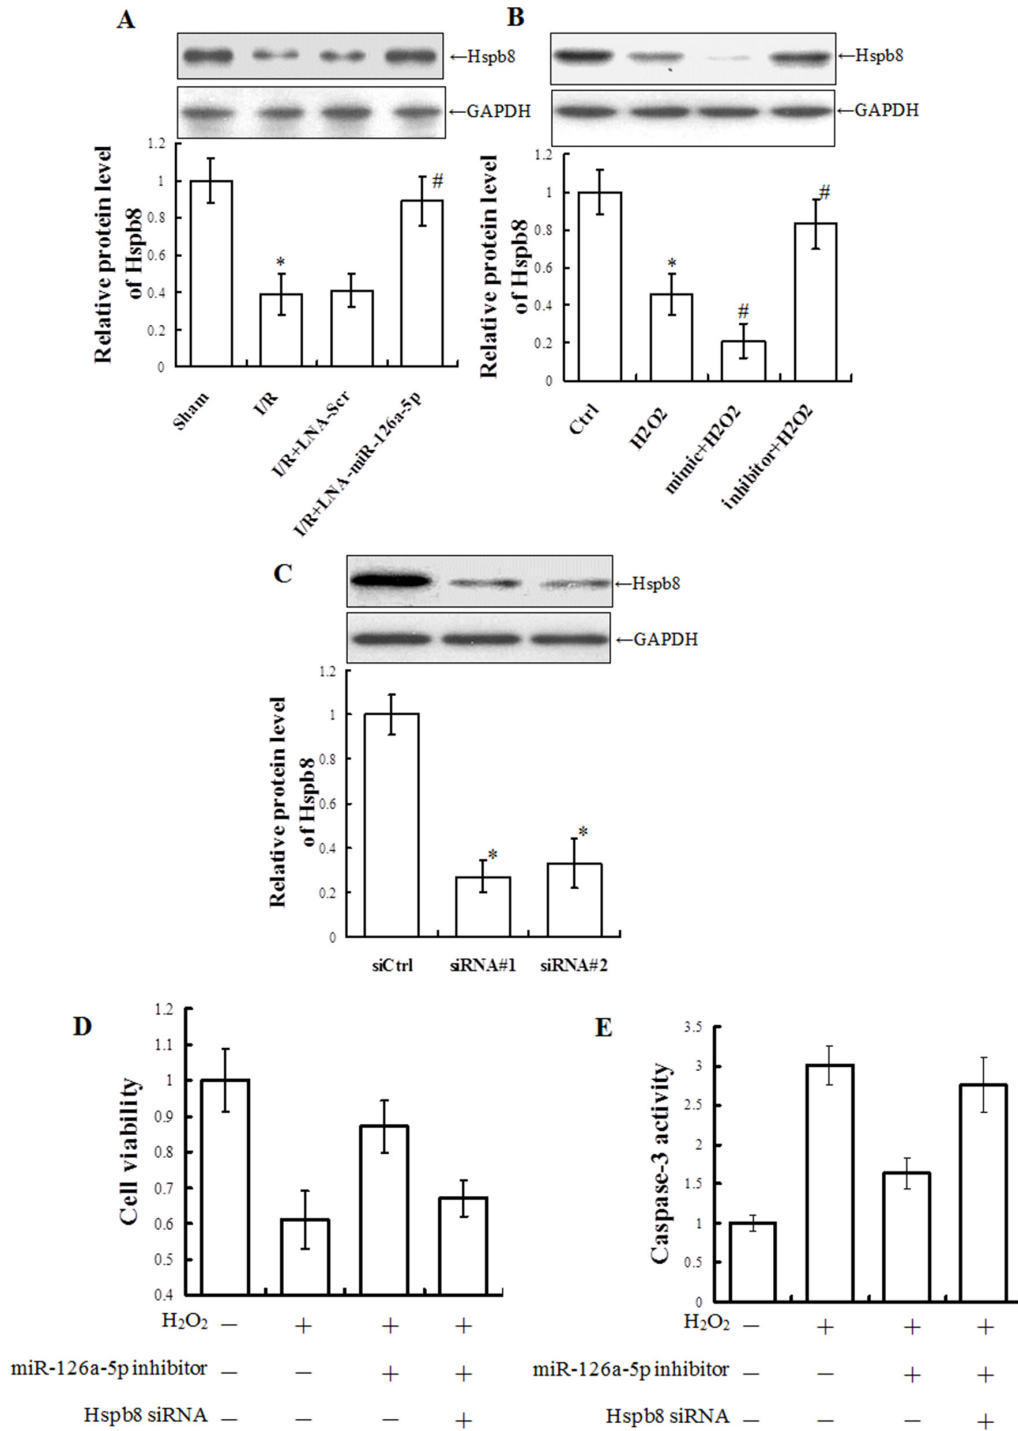 A
←Hspb8
←GAPDH
Relative protein level
of Hspb8
1.2
1
0.8
0.6
0.4
0.2
0
*
#
Sham
I/R
I/R+LNA-Scr
I/R+LNA-miR-126a-5p
B
←Hspb8
←GAPDH
Relative protein level
of Hspb8
1.2
1
0.8
0.6
0.4
0.2
0
*
#
#
Ctrl
H2O2
mimic+H2O2
inhibitor+H2O2
C
←Hspb8
←GAPDH
Relative protein level
of Hspb8
1.2
1
0.8
0.6
0.4
0.2
0
*
*
siCtrl siRNA#1 siRNA#2
D
Cell viability
1.2
1.1
1
0.9
0.8
0.7
0.6
0.5
0.4
H₂O₂ − + + +
miR-126a-5p inhibitor − − + +
Hspb8 siRNA − − − +
E
Caspase-3 activity
3.5
3
2.5
2
1.5
1
0.5
0
H₂O₂ − + + +
miR-126a-5p inhibitor − − + +
Hspb8 siRNA − − − +